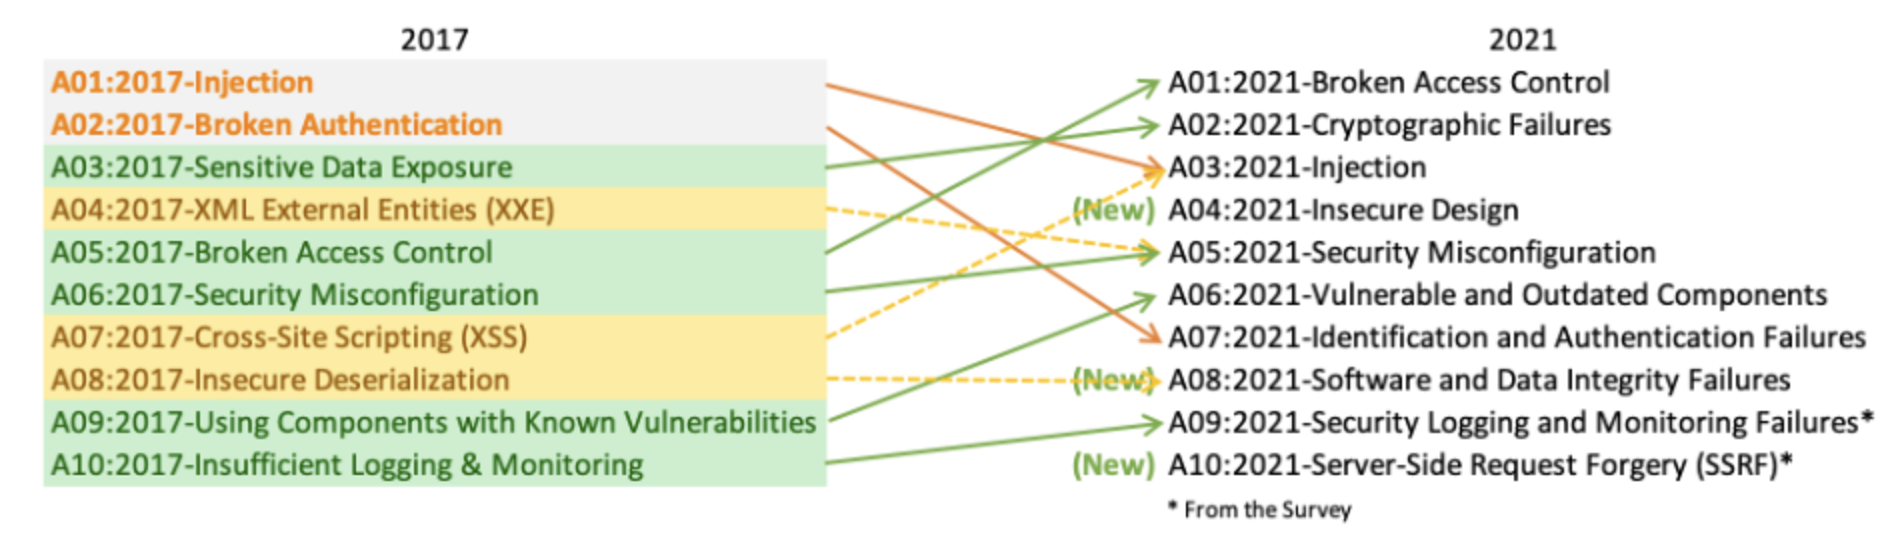 2017
A01:2017-Injection
A02:2017-Broken Authentication
A03:2017-Sensitive Data Exposure
A04:2017-XML External Entities (XXE)
A05:2017-Broken Access Control
A06:2017-Security Misconfiguration
A07:2017-Cross-Site Scripting (XSS)
A08:2017-Insecure Deserialization
A09:2017-Using Components with Known Vulnerabilities
A10:2017-Insufficient Logging & Monitoring
2021
A01:2021-Broken Access Control
A02:2021-Cryptographic Failures
A03:2021-Injection
(New) A04:2021-Insecure Design
A05:2021-Security Misconfiguration
A06:2021-Vulnerable and Outdated Components
A07:2021-Identification and Authentication Failures
(New) A08:2021-Software and Data Integrity Failures
A09:2021-Security Logging and Monitoring Failures*
(New) A10:2021-Server-Side Request Forgery (SSRF)*
* From the Survey